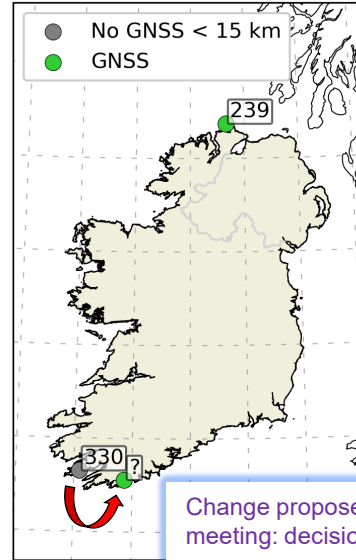 No GNSS < 15 km
GNSS
239
330
?
Change propose
meeting: decisio